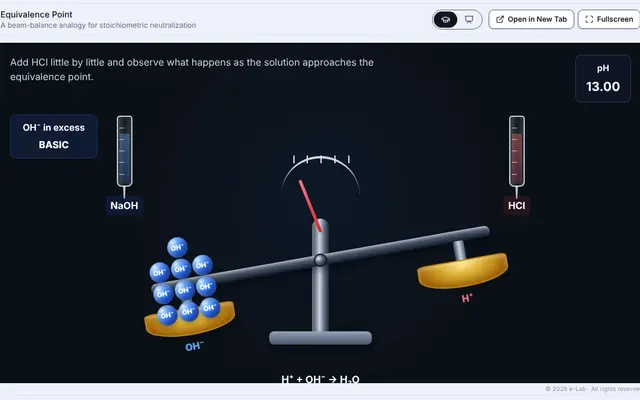 Equivalence Point
A beam-balance analogy for stoichiometric neutralization
Open in New Tab
Fullscreen
Add HCl little by little and observe what happens as the solution approaches the
equivalence point.
pH
13.00
OH⁻ in excess
BASIC
NaOH
HCl
OH⁻
OH⁻ OH⁻ OH⁻
OH⁻ OH⁻ OH⁻
OH⁻ OH⁻ OH⁻
H⁺
OH⁻
H⁺ + OH⁻ → H₂O
© 2026 e-Lab · All rights reserved